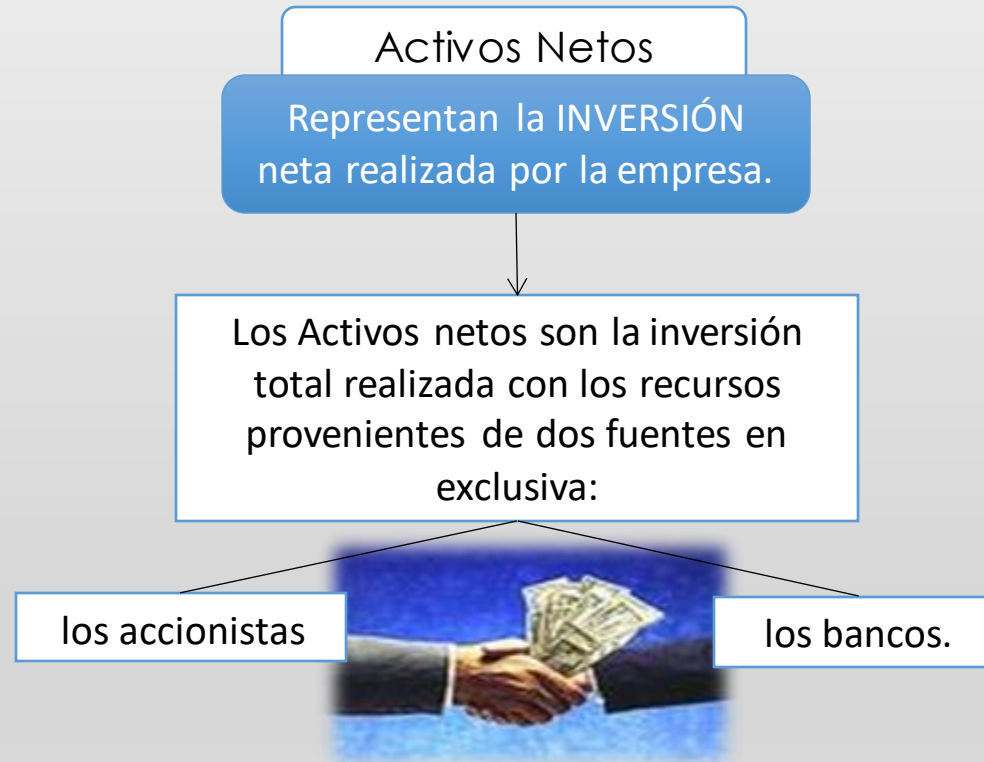 Activos Netos
Representan la INVERSIÓN
neta realizada por la empresa.
Los Activos netos son la inversión
total realizada con los recursos
provenientes de dos fuentes en
exclusiva:
los accionistas
los bancos.